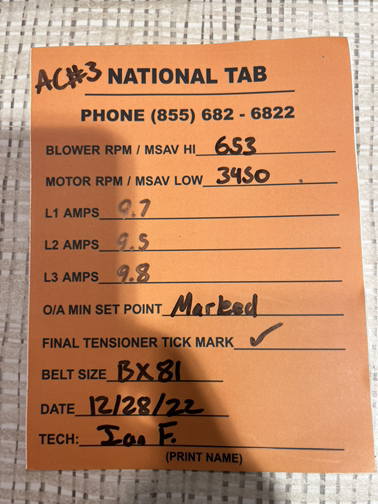 AC#3 NATIONAL TAB
PHONE (855) 682 - 6822
BLOWER RPM / MSAV HI 653
MOTOR RPM / MSAV LOW 3450
L1 AMPS 9.7
L2 AMPS 9.5
L3 AMPS 9.8
O/A MIN SET POINT Marked
FINAL TENSIONER TICK MARK ✓
BELT SIZE BX81
DATE 12/28/22
TECH: Ian F.
(PRINT NAME)